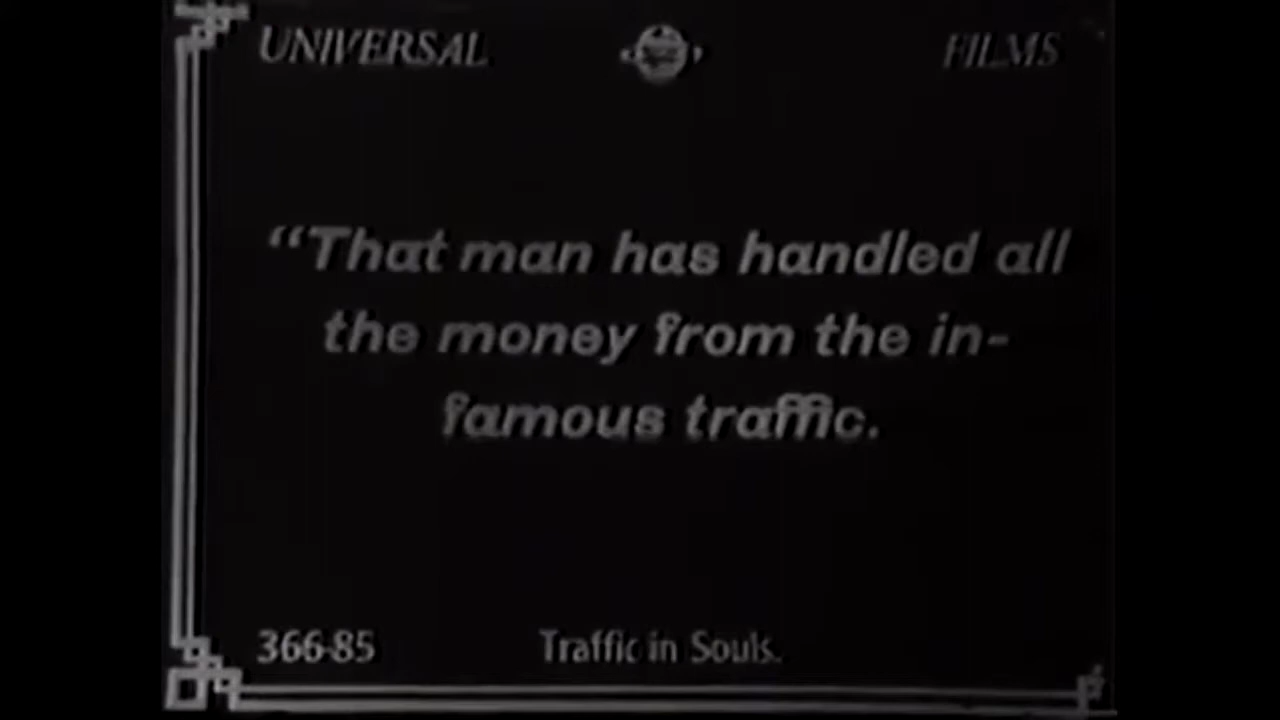 UNIVERSAL FILMS
“That man has handled all
the money from the in-
famous traffic.
366-85 Traffic in Souls.